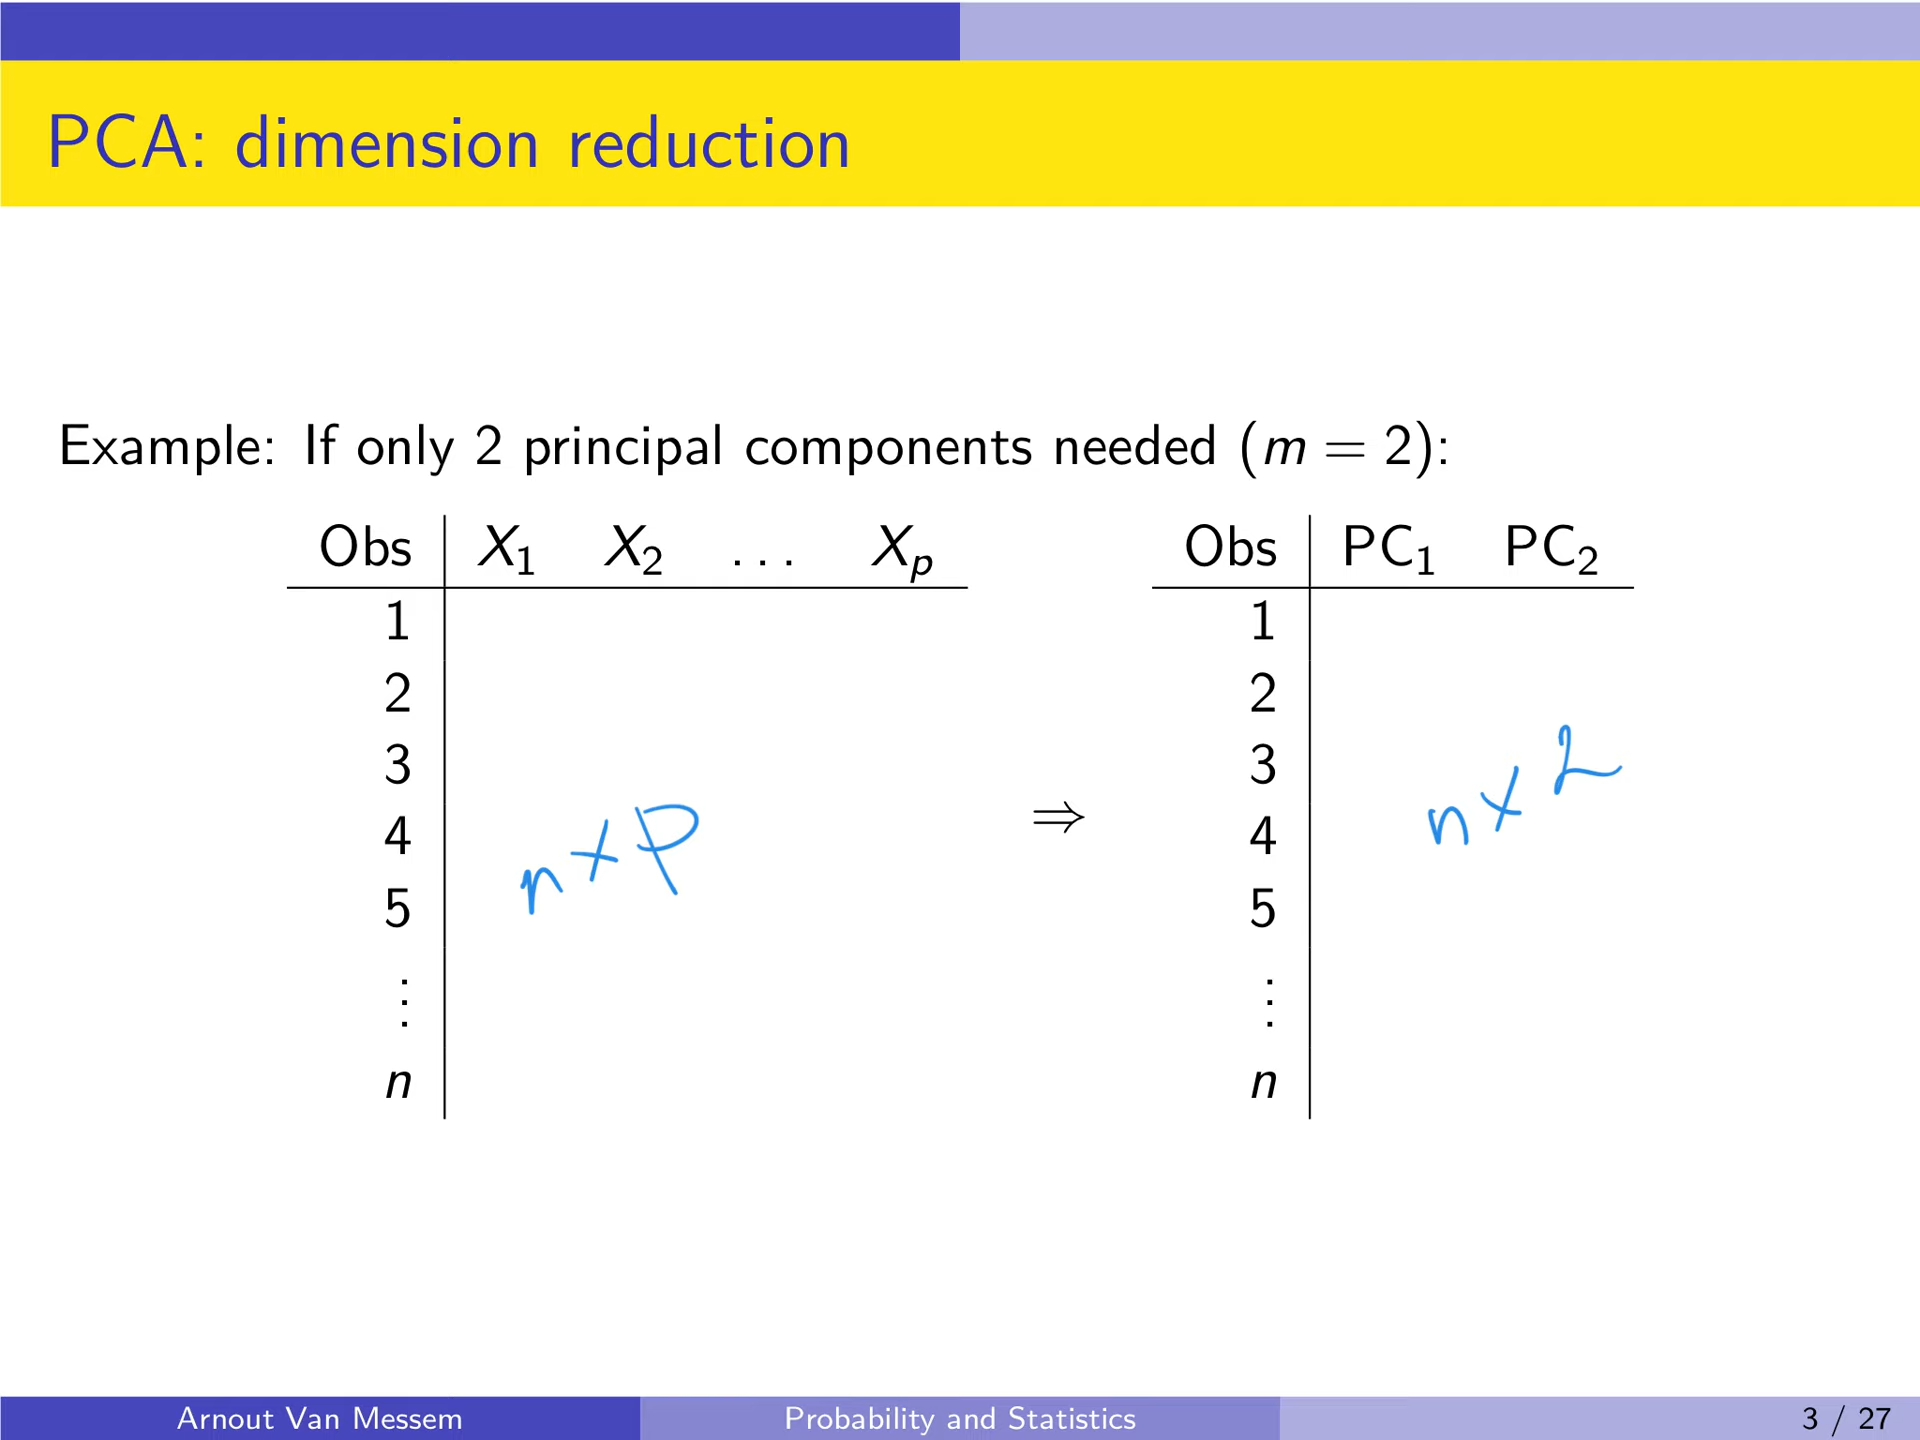 PCA: dimension reduction
Example: If only 2 principal components needed (m = 2):
Obs X1 X2 ... Xp
1
2
3
4
5
⋮
n
n x p
⇒
Obs PC1 PC2
1
2
3
4
5
⋮
n
n x 2
Arnout Van Messem Probability and Statistics 3 / 27